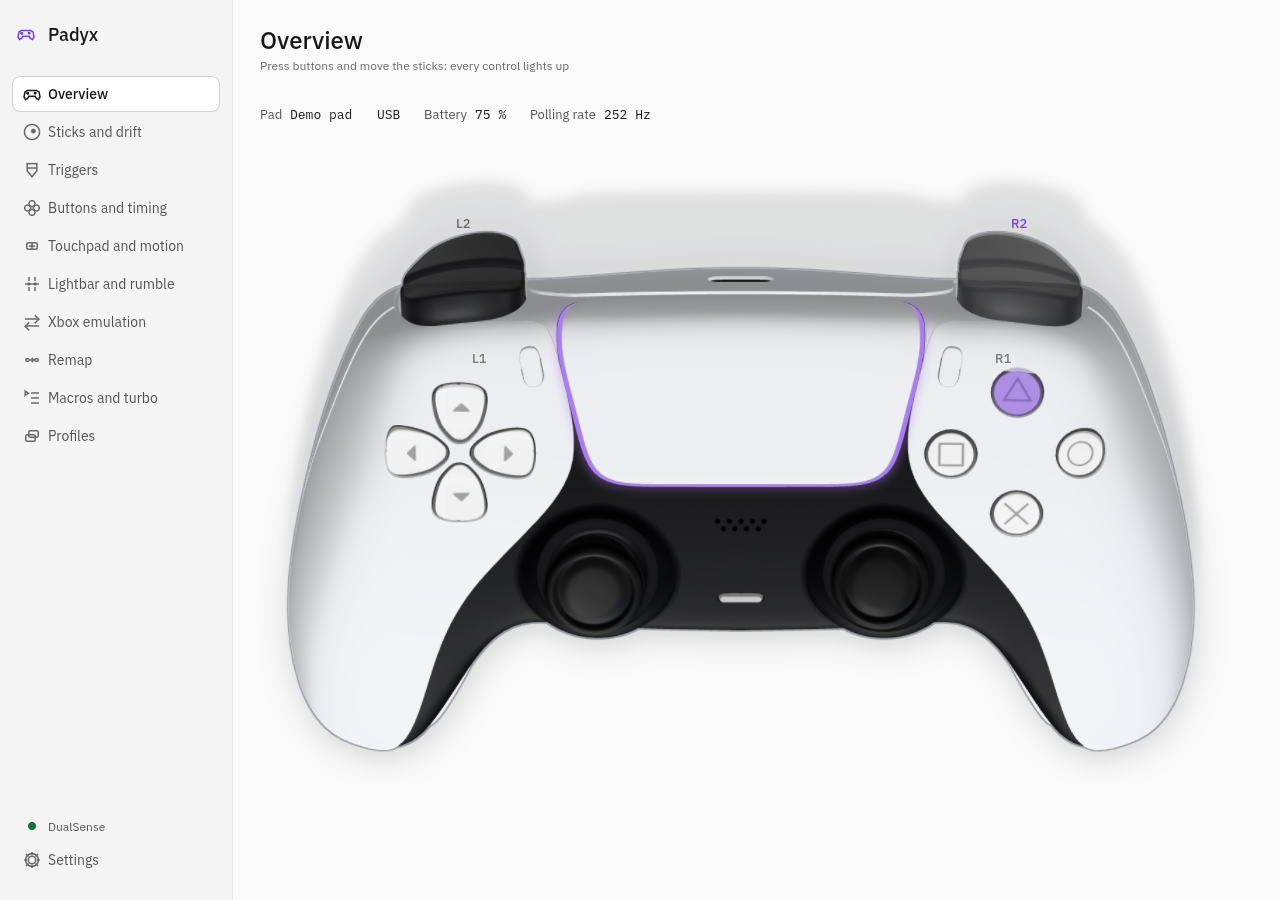 Padyx
Overview
Sticks and drift
Triggers
Buttons and timing
Touchpad and motion
Lightbar and rumble
Xbox emulation
Remap
Macros and turbo
Profiles
DualSense
Settings
Overview
Press buttons and move the sticks: every control lights up
Pad Demo pad USB Battery 75 % Polling rate 252 Hz
L2 R2
L1 R1